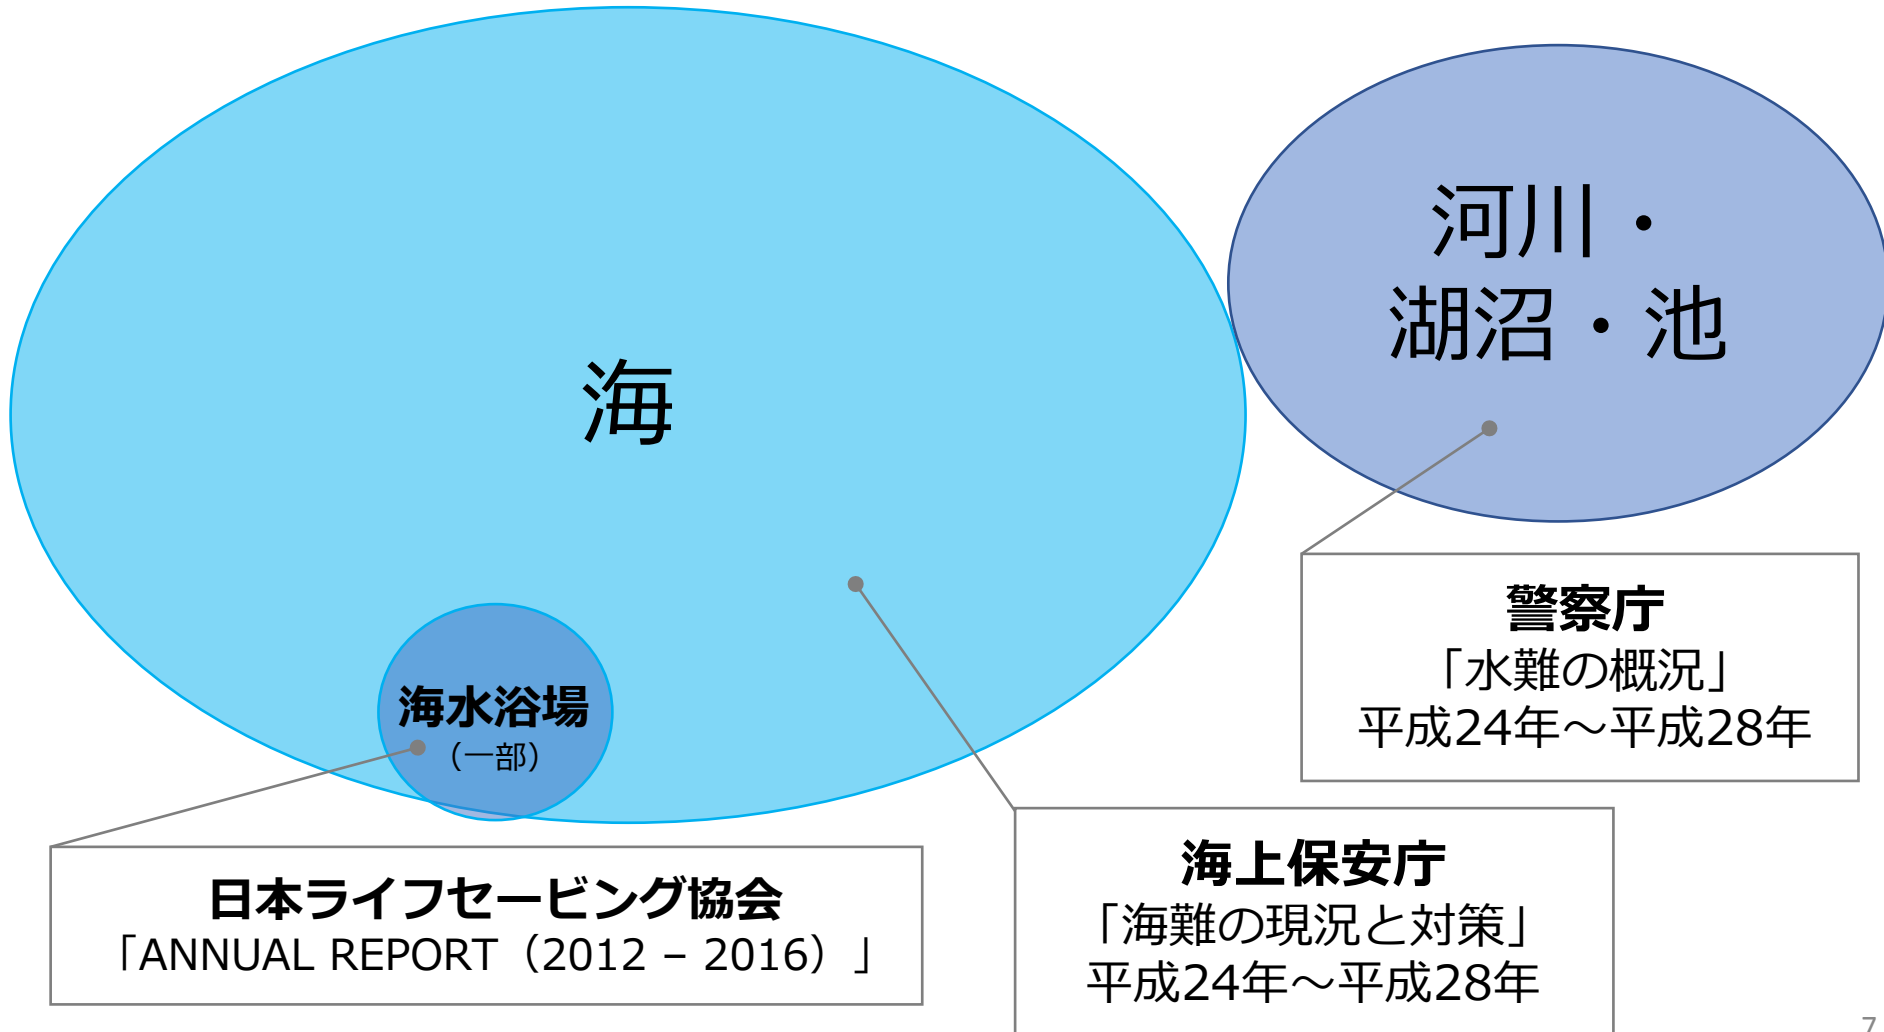 海
河川・
湖沼・池
海水浴場
（一部）
警察庁
「水難の概況」
平成24年～平成28年
日本ライフセービング協会
「ANNUAL REPORT（2012 – 2016）」
海上保安庁
「海難の現況と対策」
平成24年～平成28年
7